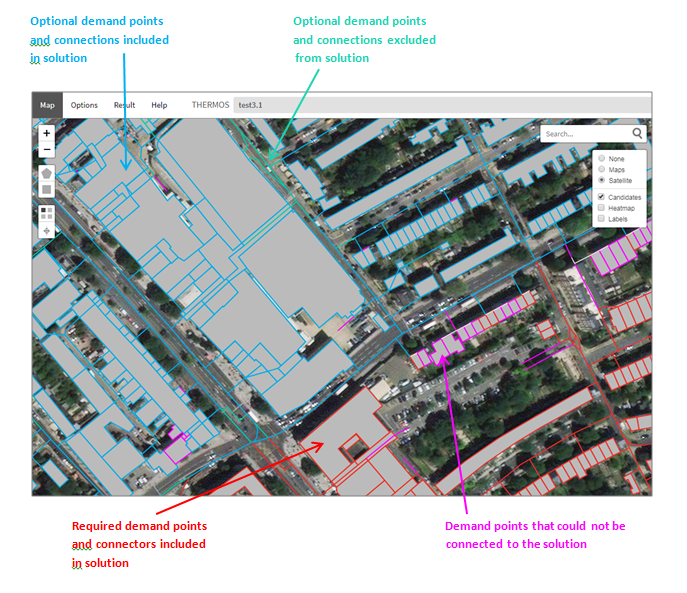 Optional demand points
and connections included
in solution
Optional demand points
and connections excluded
from solution
Map Options Result Help THERMOS test3.1
+
−
Search...
None
Maps
Satellite
Candidates
Heatmap
Labels
Required demand points
and connectors included
in solution
Demand points that could not be
connected to the solution